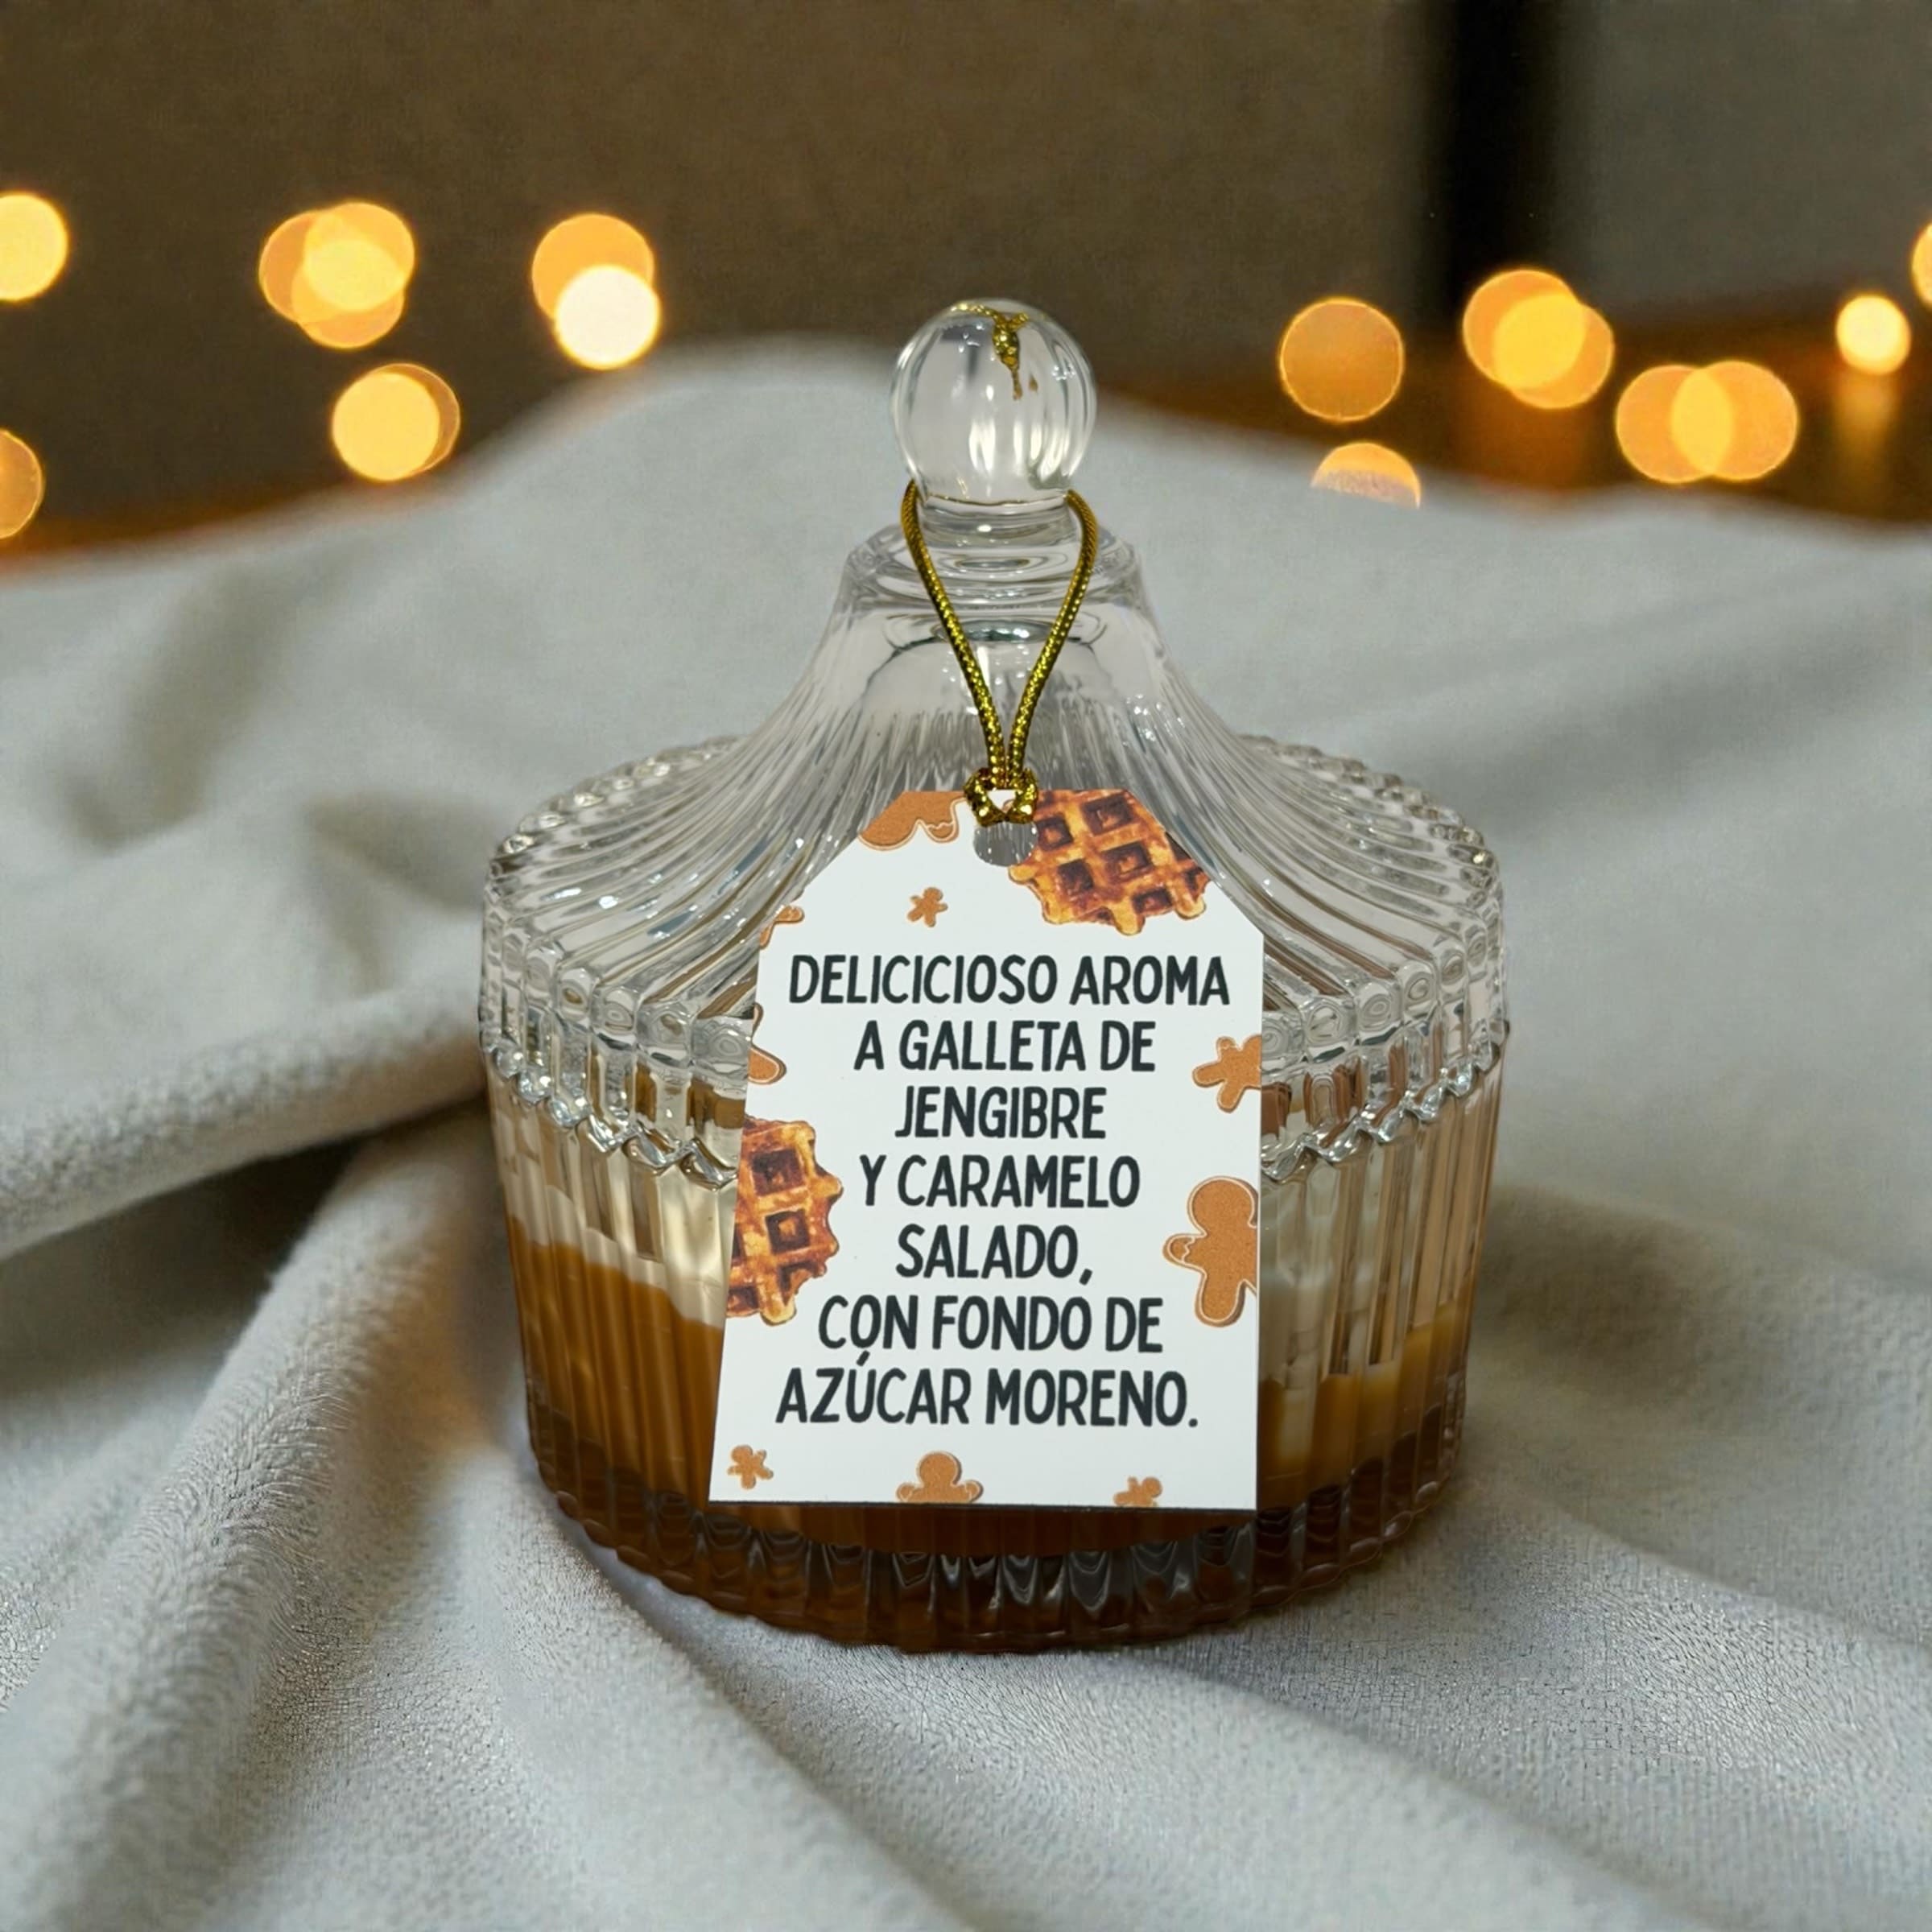 DELICICIOSO AROMA
A GALLETA DE
JENGIBRE
Y CARAMELO
SALADO,
CON FONDO DE
AZÚCAR MORENO.